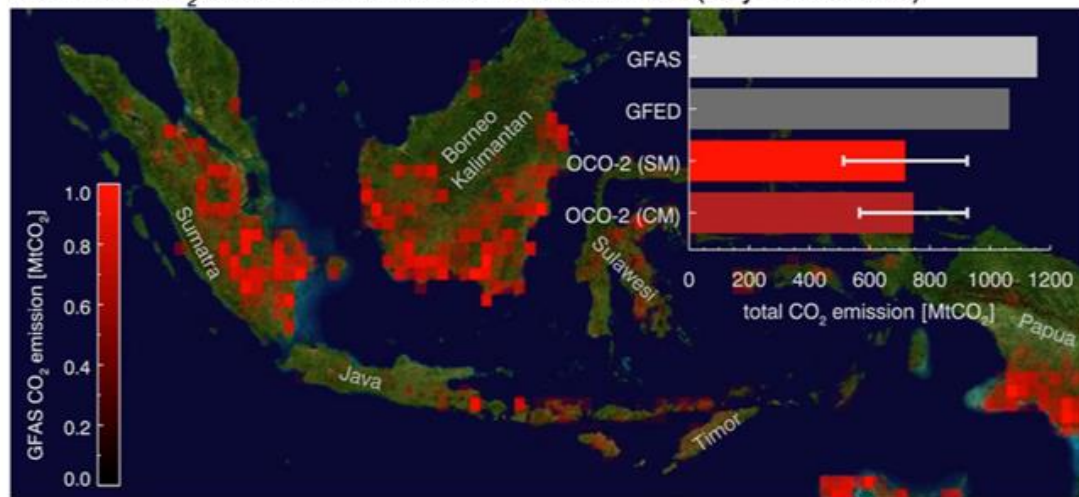 GFAS
GFED
OCO-2 (SM)
OCO-2 (CM)
0 200 400 600 800 1000 1200
total CO₂ emission [MtCO₂]
Borneo
Kalimantan
Sumatra
Sulawesi
Papua
Java
Timor
GFAS CO₂ emission [MtCO₂]
1.0
0.8
0.6
0.4
0.2
0.0